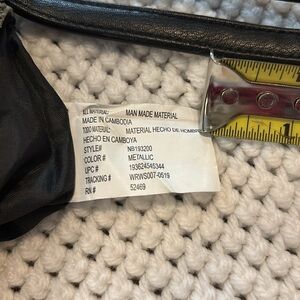 ALL MATERIAL: MAN MADE MATERIAL
MADE IN CAMBODIA
TODO MATERIAL: MATERIAL HECHO DE HOMBRE
HECHO EN CAMBOYA
STYLE# NB193200
COLOR # METALLIC
UPC # 193624545344
TRACKING # WRWS007-0519
RN # 52469